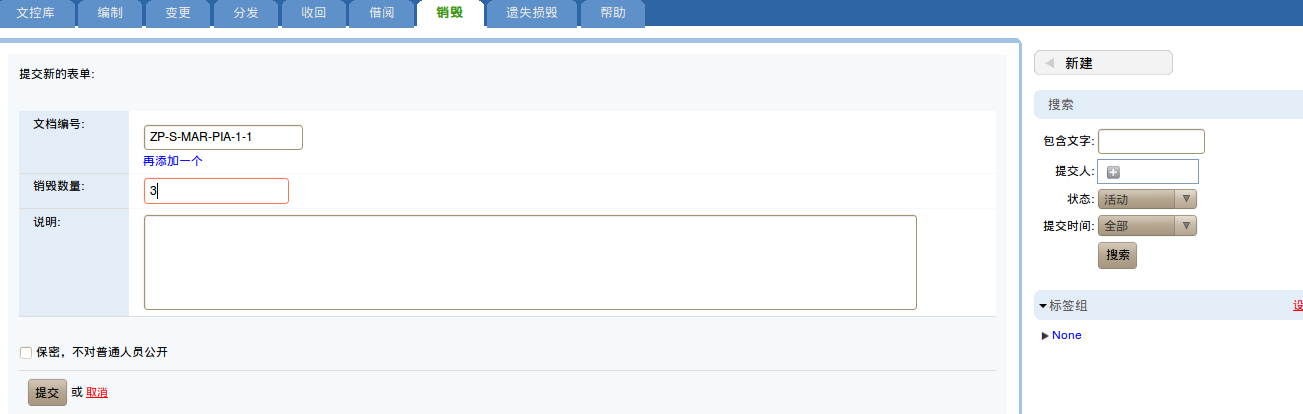 文控库 编制 变更 分发 收回 借阅 销毁 遗失损毁 帮助
提交新的表单:
文档编号:
ZP-S-MAR-PIA-1-1
再添加一个
销毁数量:
3
说明:
保密，不对普通人员公开
提交 或 取消
新建
搜索
包含文字:
提交人:
状态: 活动
提交时间: 全部
搜索
标签组 设
None